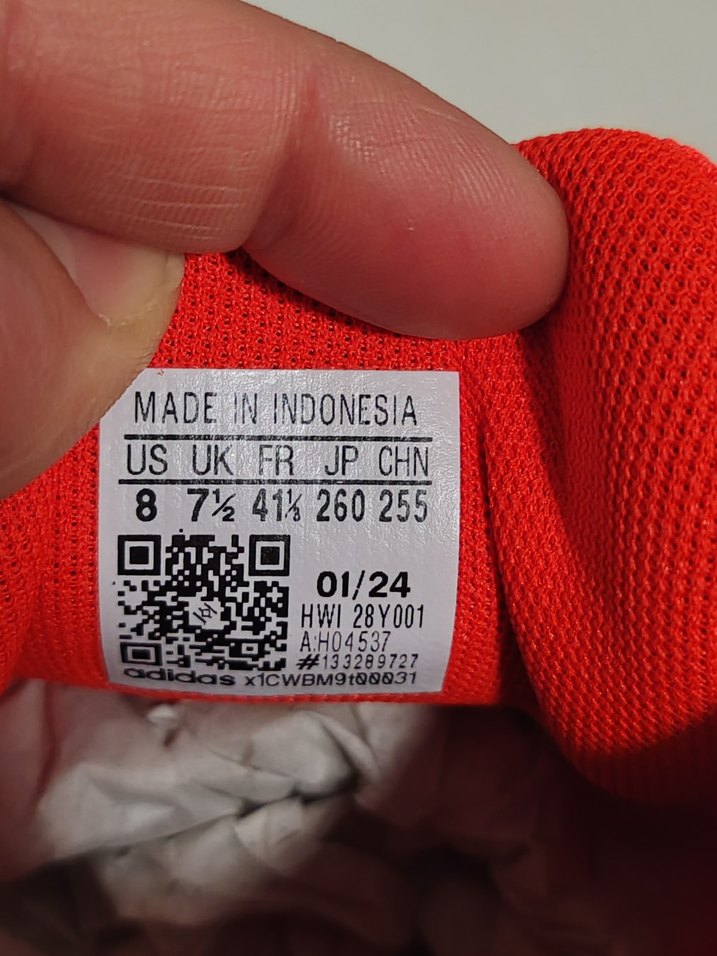 MADE IN INDONESIA
US UK FR JP CHN
8 7½ 41⅓ 260 255
01/24
HWI 28Y001
A:H04537
#133289727
adidas x1CWBM9t00031